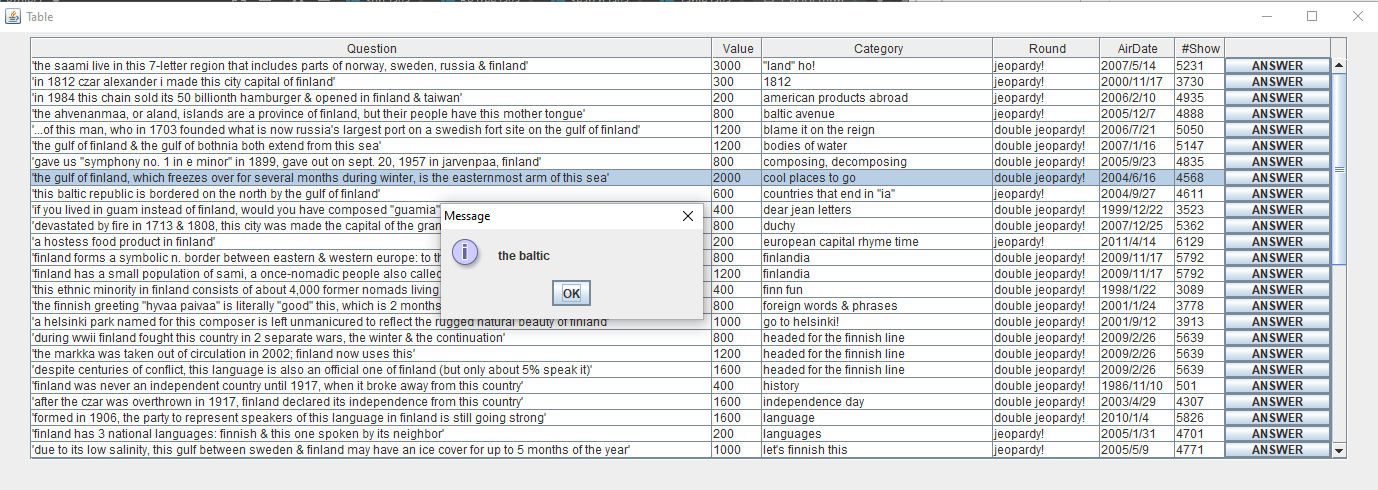 Table
Question Value Category Round AirDate #Show
'the saami live in this 7-letter region that includes parts of norway, sweden, russia & finland' 3000 "land" ho! jeopardy! 2007/5/14 5231 ANSWER
'in 1812 czar alexander i made this city capital of finland' 300 1812 jeopardy! 2000/11/17 3730 ANSWER
'in 1984 this chain sold its 50 billionth hamburger & opened in finland & taiwan' 200 american products abroad jeopardy! 2006/2/10 4935 ANSWER
'the ahvenanmaa, or aland, islands are a province of finland, but their people have this mother tongue' 800 baltic avenue jeopardy! 2005/12/7 4888 ANSWER
'...of this man, who in 1703 founded what is now russia's largest port on a swedish fort site on the gulf of finland' 1200 blame it on the reign double jeopardy! 2006/7/21 5050 ANSWER
'the gulf of finland & the gulf of bothnia both extend from this sea' 1200 bodies of water double jeopardy! 2007/1/16 5147 ANSWER
'gave us "symphony no. 1 in e minor" in 1899, gave out on sept. 20, 1957 in jarvenpaa, finland' 800 composing, decomposing double jeopardy! 2005/9/23 4835 ANSWER
'the gulf of finland, which freezes over for several months during winter, is the easternmost arm of this sea' 2000 cool places to go double jeopardy! 2004/6/16 4568 ANSWER
'this baltic republic is bordered on the north by the gulf of finland' 600 countries that end in "ia" jeopardy! 2004/9/27 4611 ANSWER
'if you lived in guam instead of finland, would you have composed "guamia" 400 dear jean letters double jeopardy! 1999/12/22 3523 ANSWER
'devastated by fire in 1713 & 1808, this city was made the capital of the gran 800 duchy double jeopardy! 2007/12/25 5362 ANSWER
'a hostess food product in finland' 200 european capital rhyme time jeopardy! 2011/4/14 6129 ANSWER
'finland forms a symbolic n. border between eastern & western europe: to th 800 finlandia double jeopardy! 2009/11/17 5792 ANSWER
'finland has a small population of sami, a once-nomadic people also called 1200 finlandia double jeopardy! 2009/11/17 5792 ANSWER
'this ethnic minority in finland consists of about 4,000 former nomads living 400 finn fun double jeopardy! 1998/1/22 3089 ANSWER
'the finnish greeting "hyvaa paivaa" is literally "good" this, which is 2 months 800 foreign words & phrases double jeopardy! 2001/1/24 3778 ANSWER
'a helsinki park named for this composer is left unmanicured to reflect the rugged natural beauty of finland' 1000 go to helsinki! double jeopardy! 2001/9/12 3913 ANSWER
'during wwii finland fought this country in 2 separate wars, the winter & the continuation' 800 headed for the finnish line double jeopardy! 2009/2/26 5639 ANSWER
'the markka was taken out of circulation in 2002; finland now uses this' 1200 headed for the finnish line double jeopardy! 2009/2/26 5639 ANSWER
'despite centuries of conflict, this language is also an official one of finland (but only about 5% speak it)' 1600 headed for the finnish line double jeopardy! 2009/2/26 5639 ANSWER
'finland was never an independent country until 1917, when it broke away from this country' 400 history double jeopardy! 1986/11/10 501 ANSWER
'after the czar was overthrown in 1917, finland declared its independence from this country' 1600 independence day double jeopardy! 2003/4/29 4307 ANSWER
'formed in 1906, the party to represent speakers of this language in finland is still going strong' 1600 language double jeopardy! 2010/1/4 5826 ANSWER
'finland has 3 national languages: finnish & this one spoken by its neighbor' 200 languages jeopardy! 2005/1/31 4701 ANSWER
'due to its low salinity, this gulf between sweden & finland may have an ice cover for up to 5 months of the year' 1000 let's finnish this jeopardy! 2005/5/9 4771 ANSWER
Message
the baltic
OK